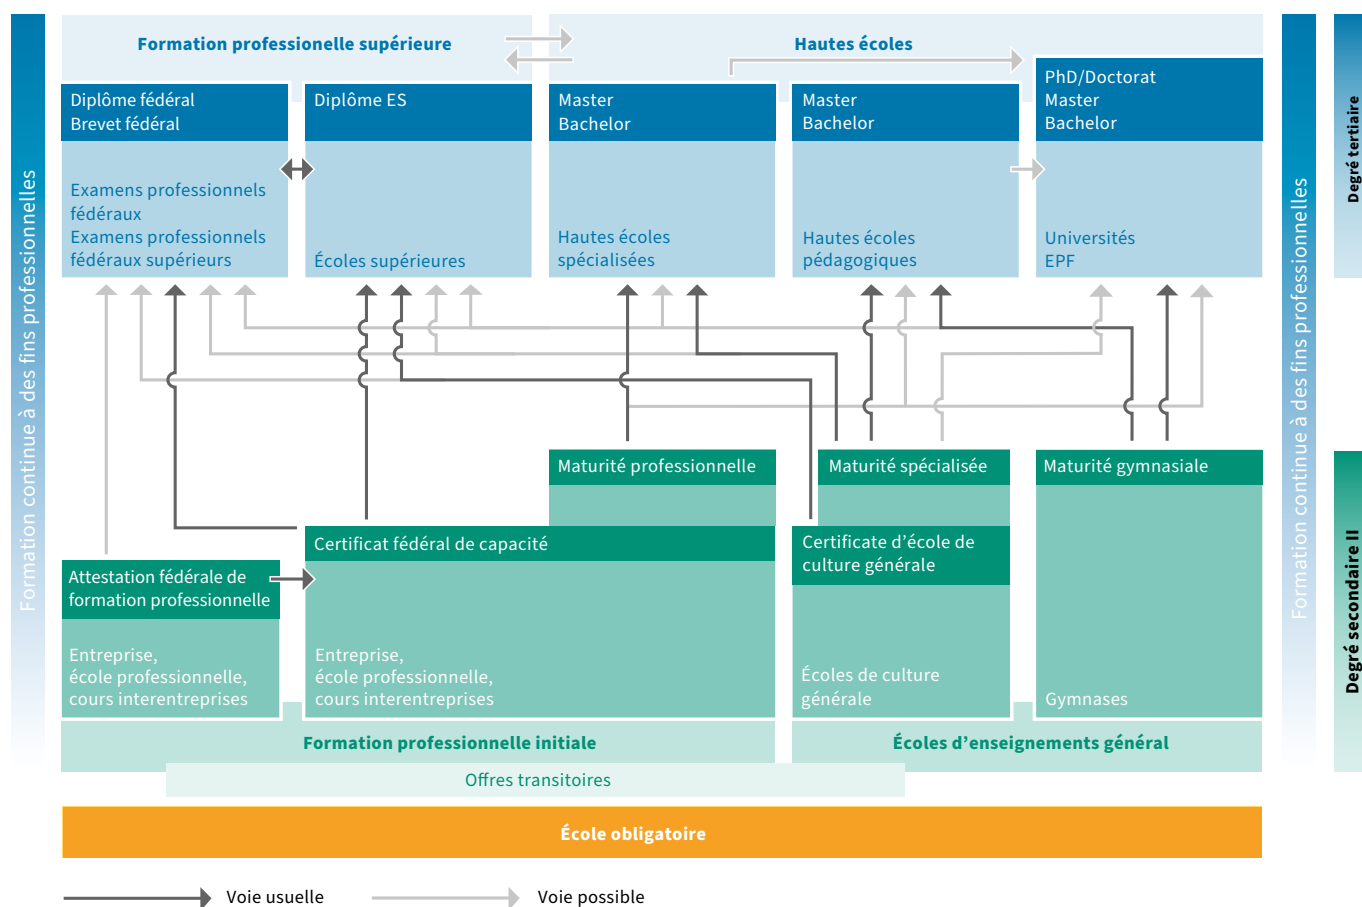 Formation continue à des fins professionnelles
Formation professionelle supérieure
Hautes écoles
Diplôme fédéral
Brevet fédéral
Examens professionnels
fédéraux
Examens professionnels
fédéraux supérieurs
Diplôme ES
Écoles supérieures
Master
Bachelor
Hautes écoles
spécialisées
Master
Bachelor
Hautes écoles
pédagogiques
PhD/Doctorat
Master
Bachelor
Universités
EPF
Formation continue à des fins professionnelles
Degré tertiaire
Maturité professionnelle
Maturité spécialisée
Maturité gymnasiale
Certificat fédéral de capacité
Certificate d’école de
culture générale
Attestation fédérale de
formation professionnelle
Entreprise,
école professionnelle,
cours interentreprises
Entreprise,
école professionnelle,
cours interentreprises
Écoles de culture
générale
Gymnases
Degré secondaire II
Formation professionnelle initiale
Écoles d’enseignements général
Offres transitoires
École obligatoire
Voie usuelle
Voie possible